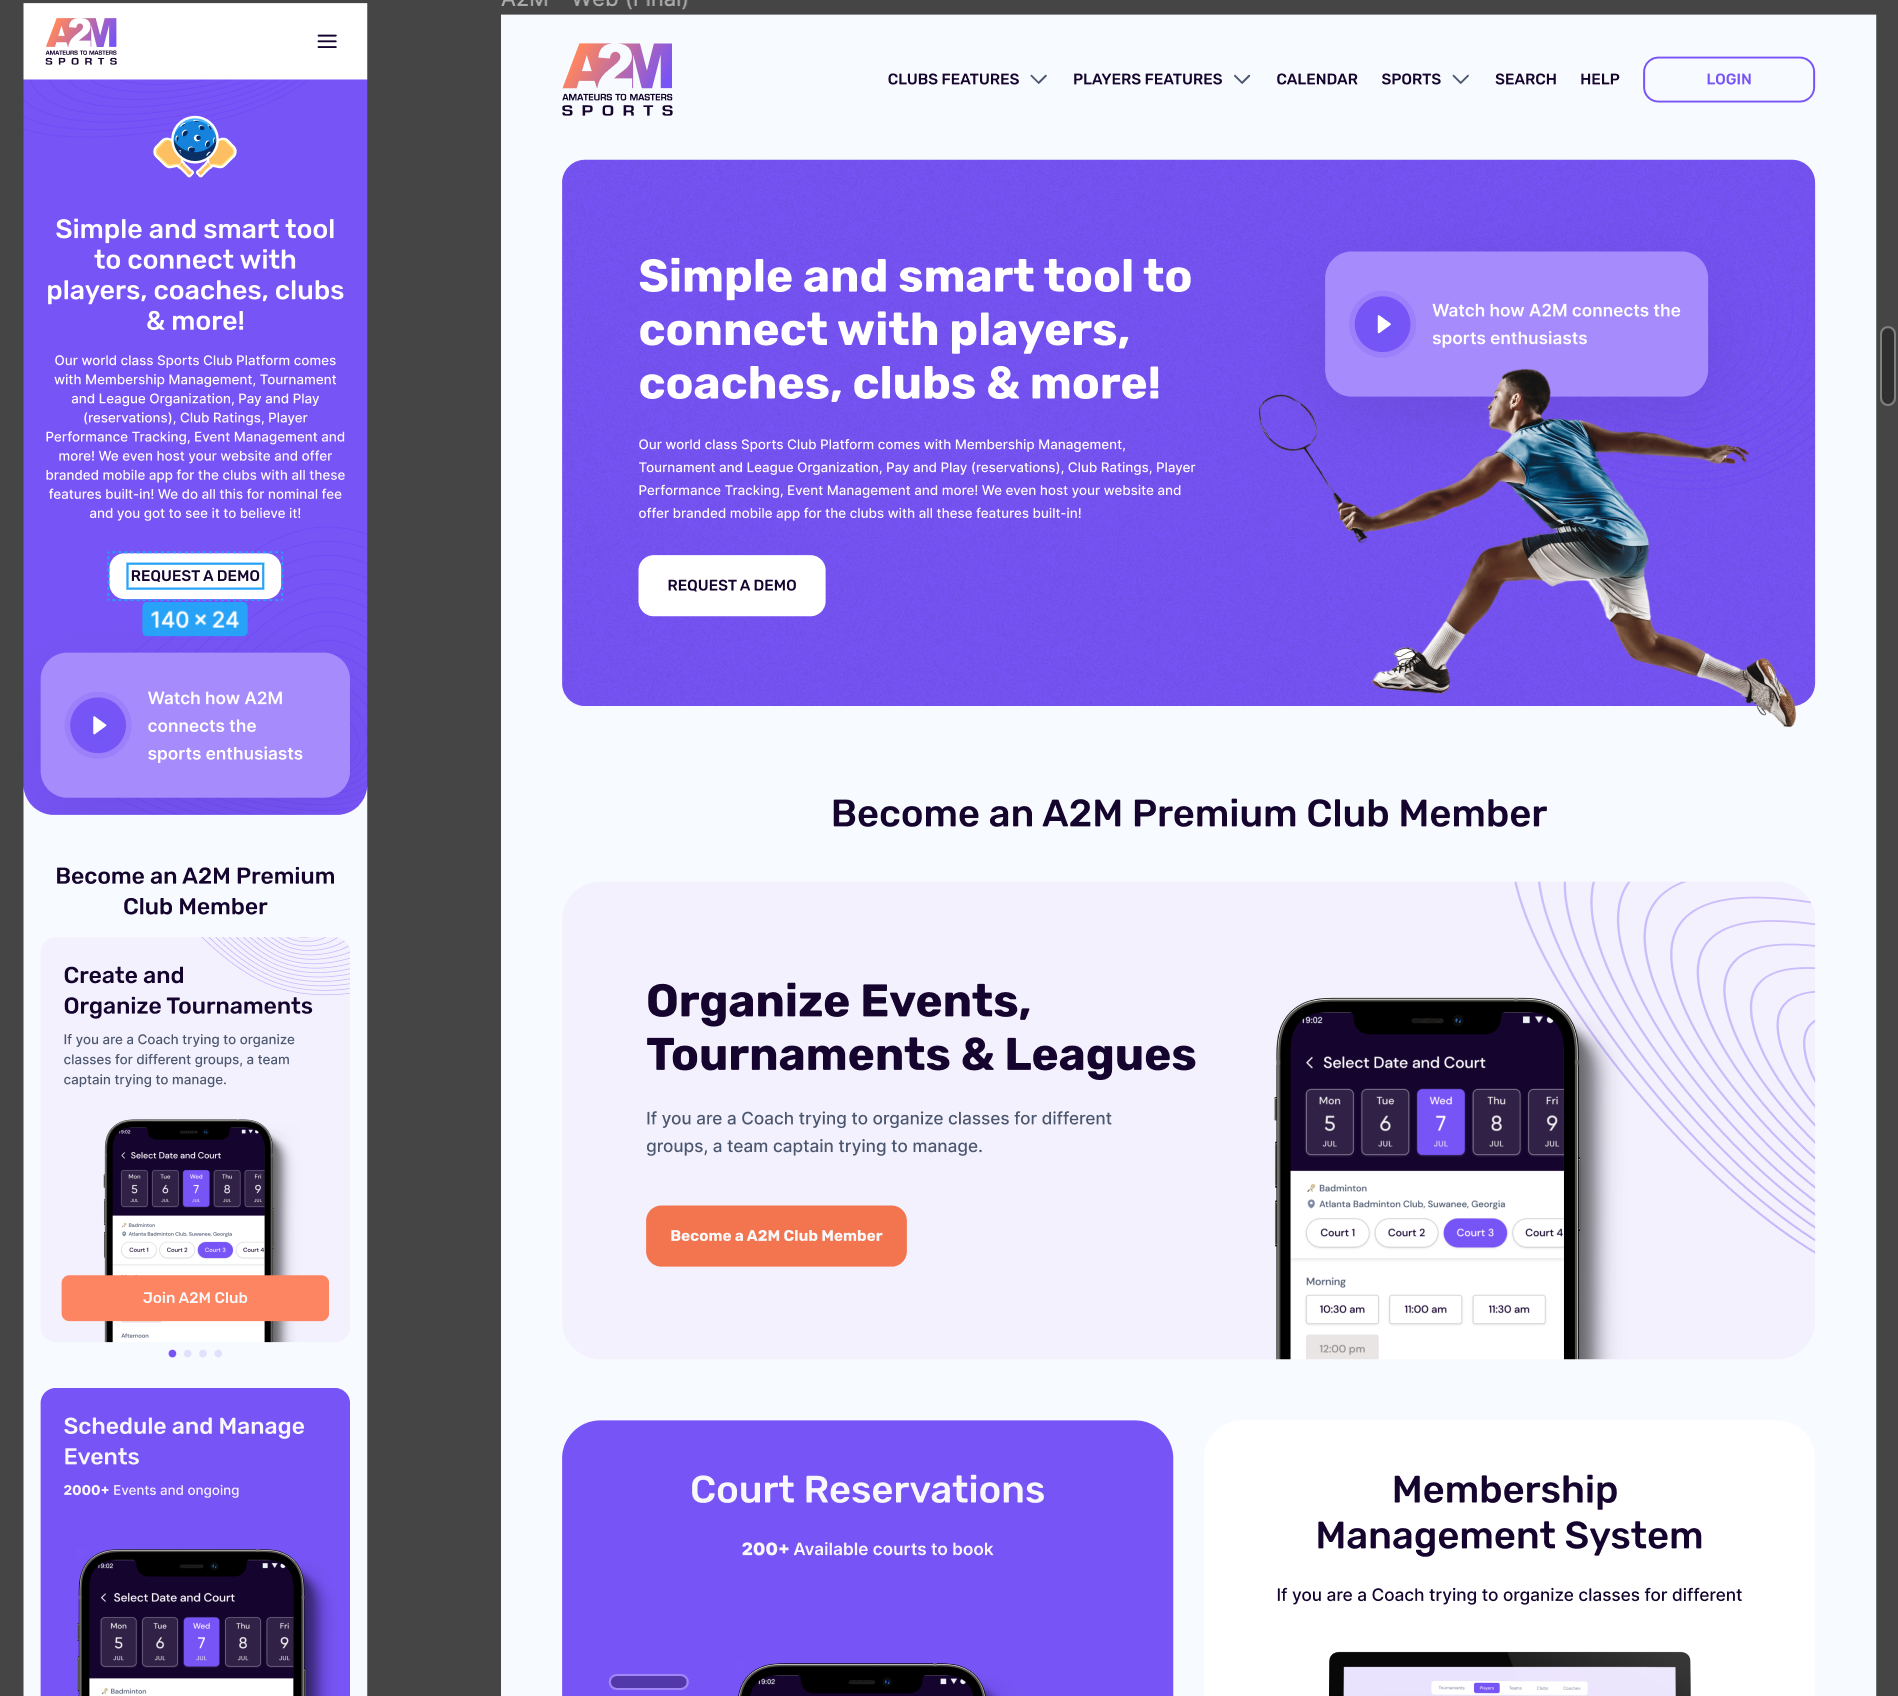 A2M - Web (Final)
A2M
AMATEURS TO MASTERS
SPORTS
Simple and smart tool
to connect with
players, coaches, clubs
& more!
Our world class Sports Club Platform comes
with Membership Management, Tournament
and League Organization, Pay and Play
(reservations), Club Ratings, Player
Performance Tracking, Event Management and
more! We even host your website and offer
branded mobile app for the clubs with all these
features built-in! We do all this for nominal fee
and you got to see it to believe it!
REQUEST A DEMO
140 × 24
Watch how A2M
connects the
sports enthusiasts
Become an A2M Premium
Club Member
Create and
Organize Tournaments
If you are a Coach trying to organize
classes for different groups, a team
captain trying to manage.
19:02
Select Date and Court
Mon Tue Wed Thu Fri
5 6 7 8 9
JUL JUL JUL JUL JUL
Badminton
Atlanta Badminton Club, Suwanee, Georgia
Court 1 Court 2 Court 3 Court 4
Join A2M Club
Afternoon
Schedule and Manage
Events
2000+ Events and ongoing
19:02
Select Date and Court
Mon Tue Wed Thu Fri
5 6 7 8 9
JUL JUL JUL JUL JUL
Badminton
A2M
AMATEURS TO MASTERS
SPORTS
CLUBS FEATURES PLAYERS FEATURES CALENDAR SPORTS SEARCH HELP LOGIN
Simple and smart tool to
connect with players,
coaches, clubs & more!
Our world class Sports Club Platform comes with Membership Management,
Tournament and League Organization, Pay and Play (reservations), Club Ratings, Player
Performance Tracking, Event Management and more! We even host your website and
offer branded mobile app for the clubs with all these features built-in!
REQUEST A DEMO
Watch how A2M connects the
sports enthusiasts
Become an A2M Premium Club Member
Organize Events,
Tournaments & Leagues
If you are a Coach trying to organize classes for different
groups, a team captain trying to manage.
Become a A2M Club Member
19:02
Select Date and Court
Mon Tue Wed Thu Fri
5 6 7 8 9
JUL JUL JUL JUL JUL
Badminton
Atlanta Badminton Club, Suwanee, Georgia
Court 1 Court 2 Court 3 Court 4
Morning
10:30 am 11:00 am 11:30 am
12:00 pm
Court Reservations
200+ Available courts to book
19:02
Membership
Management System
If you are a Coach trying to organize classes for different
Tournaments Players Teams Clubs Coaches